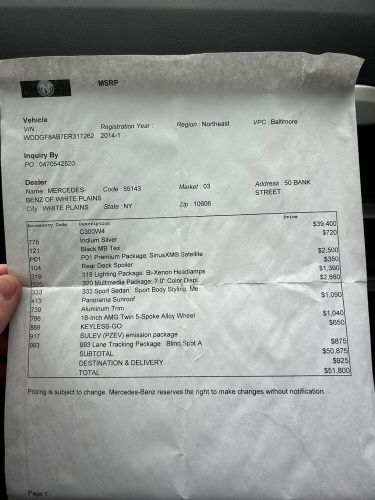 MSRP
Vehicle
VIN : Registration Year : Region : Northeast VPC : Baltimore
WDDGF8AB7ER317262 2014-1
Inquiry By
PO : 0470542520
Dealer
Name : MERCEDES- Code : 55143 Market : 03 Address : 50 BANK
BENZ OF WHITE PLAINS STREET
City : WHITE PLAINS State : NY Zip : 10606
Accessory Code Description Price
C300W4 $39,400
775 Iridium Silver $720
121 Black MB Tex
P01 P01 Premium Package: SiriusXM® Satellite $2,500
104 Rear Deck Spoiler $350
319 319 Lighting Package: Bi-Xenon Headlamps $1,390
320 320 Multimedia Package: 7.0" Color Displ $2,860
333 333 Sport Sedan: Sport Body Styling, Me
413 Panorama Sunroof $1,090
739 Aluminum Trim
786 18-Inch AMG Twin 5-Spoke Alloy Wheel $1,040
889 KEYLESS-GO $650
917 SULEV (PZEV) emission package
993 993 Lane Tracking Package: Blind Spot A $875
SUBTOTAL $50,875
DESTINATION & DELIVERY $925
TOTAL $51,800
Pricing is subject to change. Mercedes-Benz reserves the right to make changes without notification.
Page 1